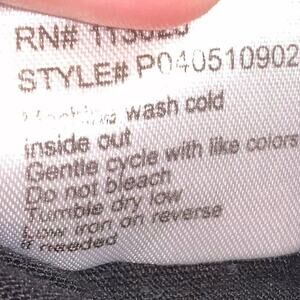 RN#
STYLE# P040510902
wash cold
inside out
Gentle cycle with like colors
Do not bleach
Tumble dry low
Low iron on reverse
if needed